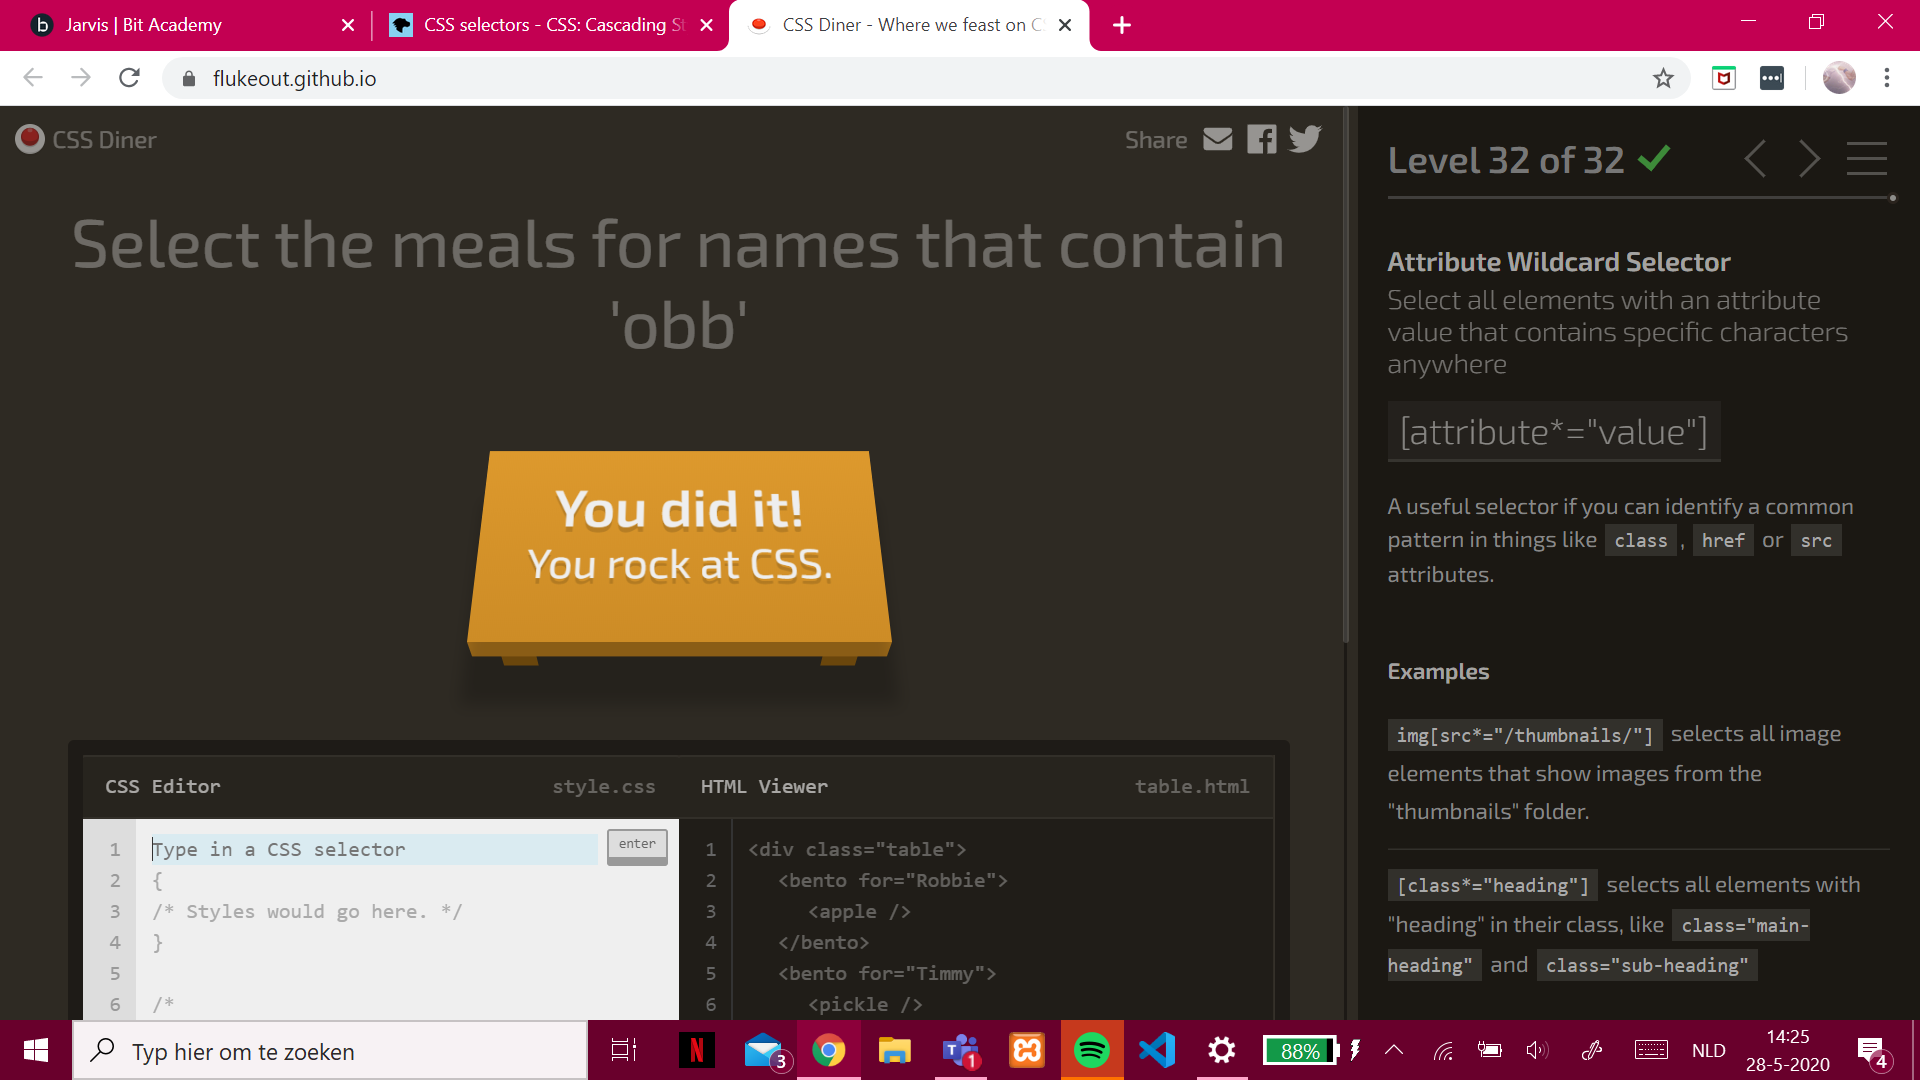 Jarvis | Bit Academy
CSS selectors - CSS: Cascading St
CSS Diner - Where we feast on CS
flukeout.github.io
CSS Diner
Share
Select the meals for names that contain
'obb'
You did it!
You rock at CSS.
CSS Editor
style.css
HTML Viewer
table.html
1
Type in a CSS selector
enter
2
{
3
/* Styles would go here. */
4
}
5
6
/*
1
<div class="table">
2
<bento for="Robbie">
3
<apple />
4
</bento>
5
<bento for="Timmy">
6
<pickle />
Level 32 of 32
Attribute Wildcard Selector
Select all elements with an attribute
value that contains specific characters
anywhere
[attribute*="value"]
A useful selector if you can identify a common
pattern in things like class , href or src
attributes.
Examples
img[src*="/thumbnails/"] selects all image
elements that show images from the
"thumbnails" folder.
[class*="heading"] selects all elements with
"heading" in their class, like class="main-
heading" and class="sub-heading"
Typ hier om te zoeken
N
3
T
1
88%
NLD
14:25
28-5-2020
4